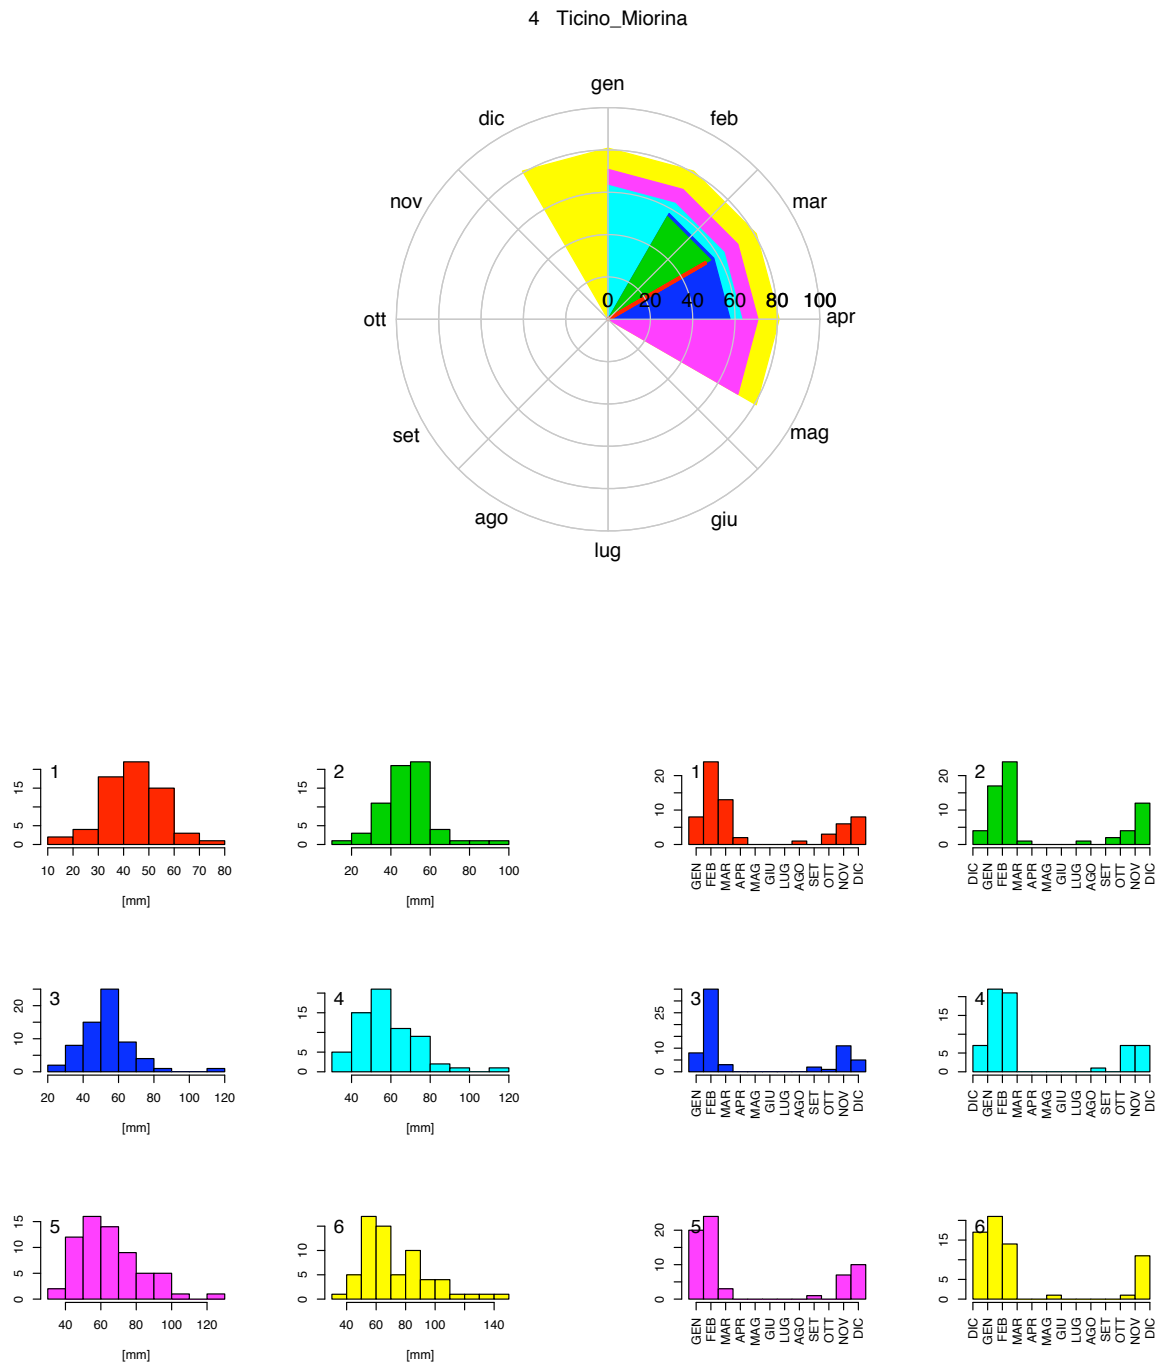 4 Ticino_Miorina
gen
dic feb
nov mar
0 20 40 60 80 100
ott apr
set mag
ago giu
lug
1 2 1 2
0 5 15
0 5 15
0 10 20
0 5 10 20
10 20 30 40 50 60 70 80
20 40 60 80 100
GEN FEB MAR APR MAG GIU LUG AGO SET OTT NOV DIC
DIC GEN FEB MAR APR MAG GIU LUG AGO SET OTT NOV DIC
[mm] [mm]
3 4 3 4
0 10 20
0 5 15
0 10 25
0 5 15
20 40 60 80 100 120
40 60 80 100 120
GEN FEB MAR APR MAG GIU LUG AGO SET OTT NOV DIC
DIC GEN FEB MAR APR MAG GIU LUG AGO SET OTT NOV DIC
[mm] [mm]
5 6 5 6
0 5 10 15
0 5 10
0 10 20
0 5 15
40 60 80 100 120
40 60 80 100 140
GEN FEB MAR APR MAG GIU LUG AGO SET OTT NOV DIC
DIC GEN FEB MAR APR MAG GIU LUG AGO SET OTT NOV DIC
[mm] [mm]